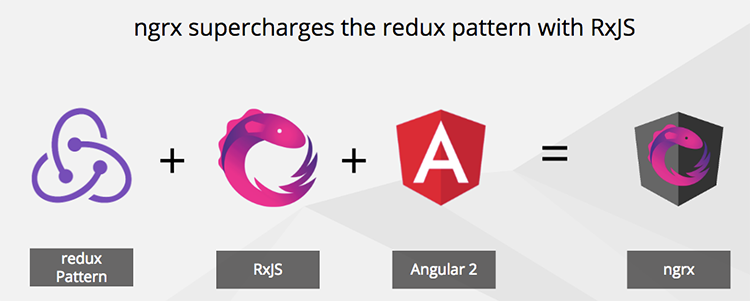 ngrx supercharges the redux pattern with RxJS
+ + A =
redux
Pattern
RxJS
Angular 2
ngrx